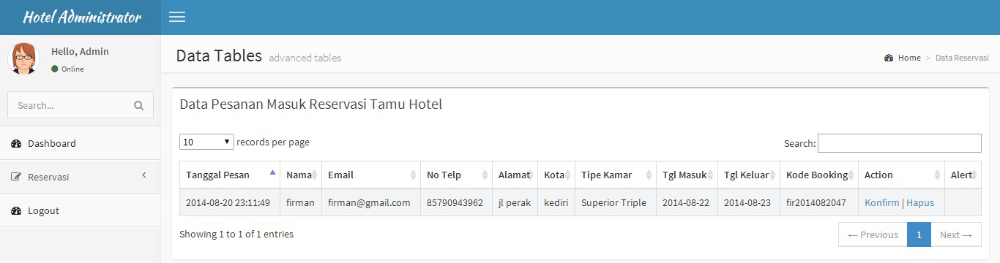 Hotel Administrator
Hello, Admin
Online
Search...
Dashboard
Reservasi
Logout
Data Tables advanced tables
Home > Data Reservasi
Data Pesanan Masuk Reservasi Tamu Hotel
10 records per page
Search:
Tanggal Pesan Nama Email No Telp Alamat Kota Tipe Kamar Tgl Masuk Tgl Keluar Kode Booking Action Alert
2014-08-20 23:11:49 firman firman@gmail.com 85790943962 jl perak kediri Superior Triple 2014-08-22 2014-08-23 fir2014082047 Konfirm | Hapus
Showing 1 to 1 of 1 entries
← Previous 1 Next →